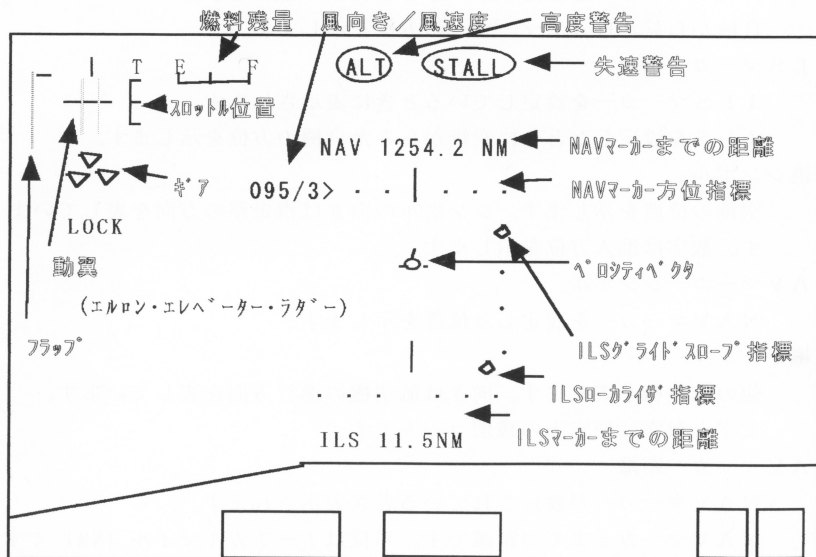 燃料残量 風向き／風速度 高度警告
T E F ALT STALL 失速警告
スロットル位置
NAV 1254.2 NM NAVマーカーまでの距離
ギア 095/3> NAVマーカー方位指標
LOCK
動翼 ベロシティベクタ
(エルロン・エレベーター・ラダー)
フラップ ILSグライドスロープ指標
ILSローカライザ指標
ILS 11.5NM ILSマーカーまでの距離